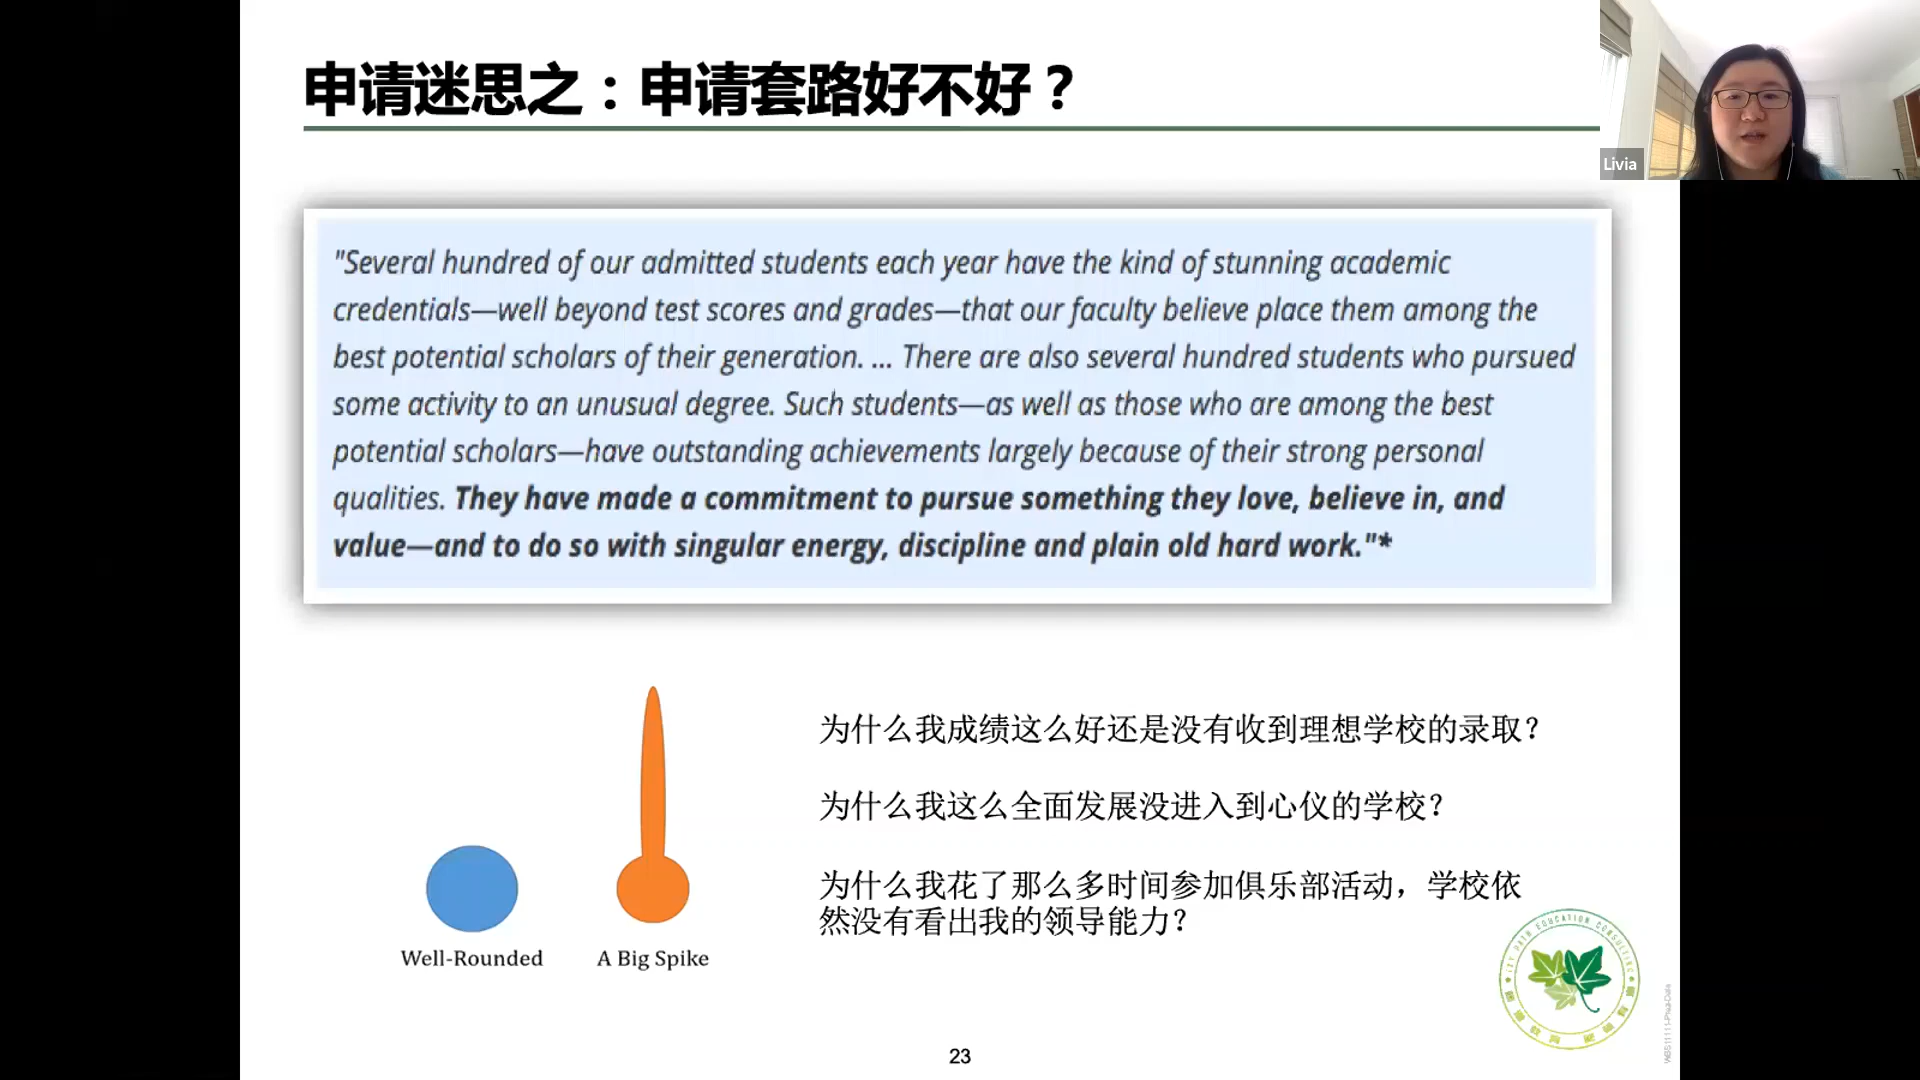 申请迷思之：申请套路好不好？
Livia
"Several hundred of our admitted students each year have the kind of stunning academic
credentials—well beyond test scores and grades—that our faculty believe place them among the
best potential scholars of their generation. ... There are also several hundred students who pursued
some activity to an unusual degree. Such students—as well as those who are among the best
potential scholars—have outstanding achievements largely because of their strong personal
qualities. They have made a commitment to pursue something they love, believe in, and
value—and to do so with singular energy, discipline and plain old hard work."*
为什么我成绩这么好还是没有收到理想学校的录取？
为什么我这么全面发展没进入到心仪的学校？
为什么我花了那么多时间参加俱乐部活动，学校依
然没有看出我的领导能力？
Well-Rounded
A Big Spike
PATH EDUCATION CONSULTING
23